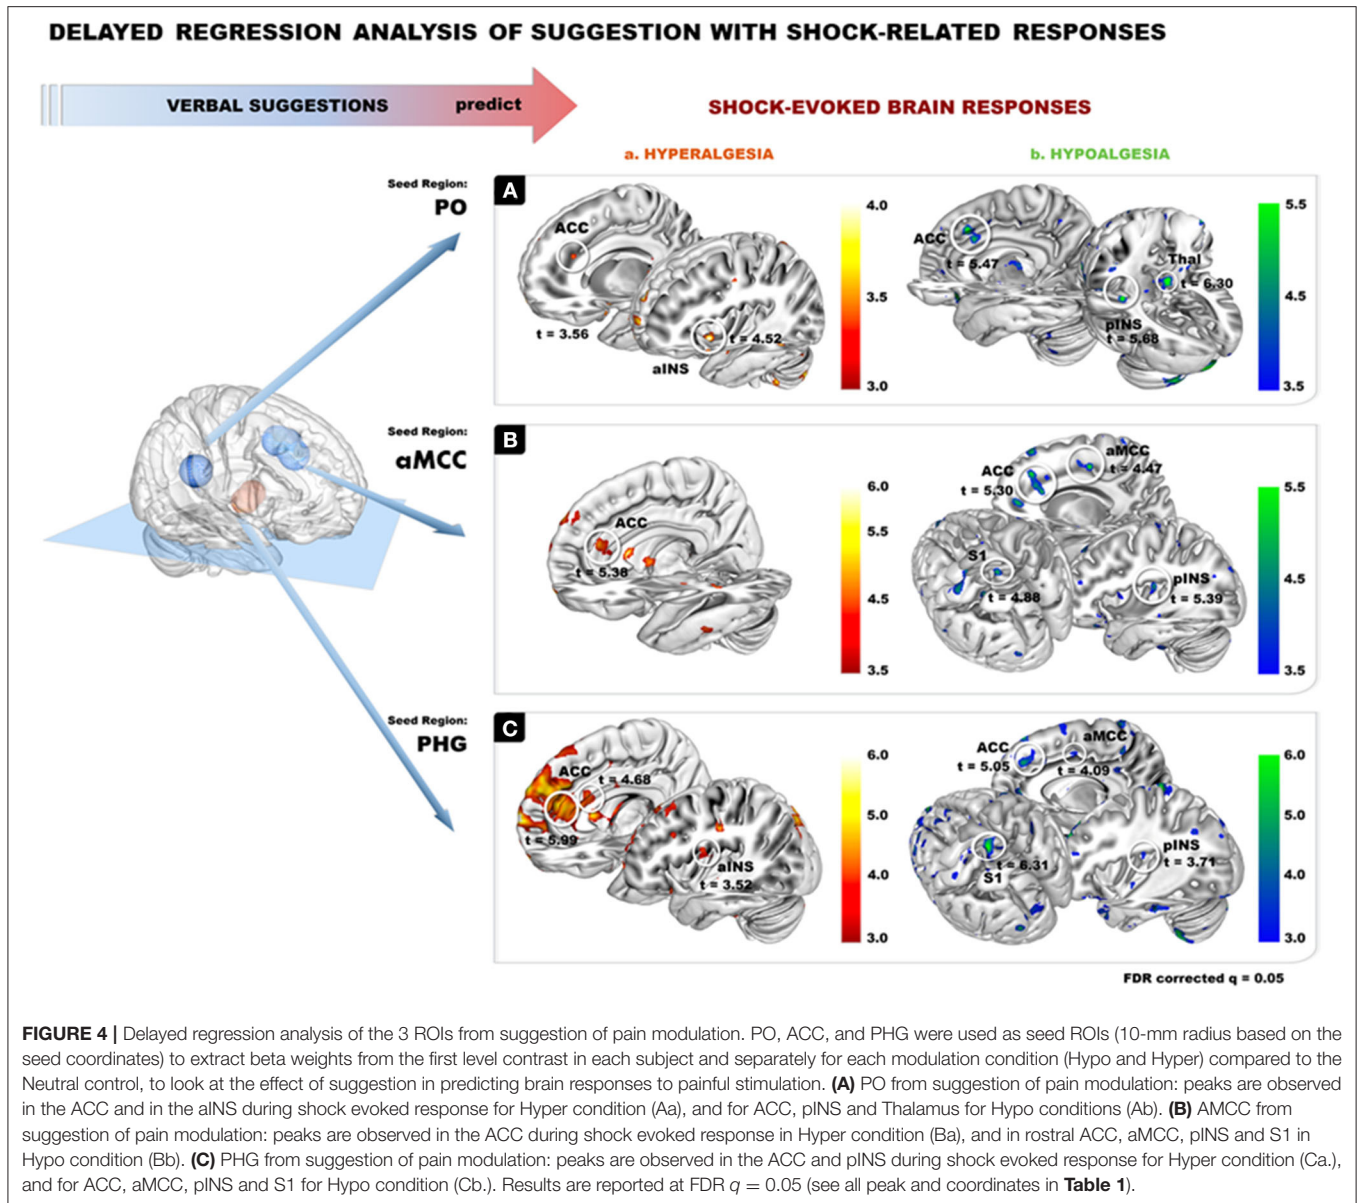 DELAYED REGRESSION ANALYSIS OF SUGGESTION WITH SHOCK-RELATED RESPONSES
VERBAL SUGGESTIONS predict
SHOCK-EVOKED BRAIN RESPONSES
a. HYPERALGESIA
b. HYPOALGESIA
Seed Region:
PO
A
ACC
t = 3.56
t = 4.52
aINS
4.0
3.5
3.0
ACC
t = 5.47
Thal
t = 6.30
pINS
t = 5.68
5.5
4.5
3.5
Seed Region:
aMCC
B
ACC
t = 5.38
6.0
5.5
4.5
3.5
aMCC
t = 4.47
ACC
t = 5.30
S1
t = 4.88
pINS
t = 5.39
5.5
4.5
3.5
Seed Region:
PHG
C
ACC
t = 4.68
t = 5.99
aINS
t = 3.52
6.0
5.0
4.0
3.0
ACC
t = 5.05
aMCC
t = 4.09
t = 6.31
S1
pINS
t = 3.71
6.0
5.0
4.0
3.0
FDR corrected q = 0.05
FIGURE 4 | Delayed regression analysis of the 3 ROIs from suggestion of pain modulation. PO, ACC, and PHG were used as seed ROIs (10-mm radius based on the
seed coordinates) to extract beta weights from the first level contrast in each subject and separately for each modulation condition (Hypo and Hyper) compared to the
Neutral control, to look at the effect of suggestion in predicting brain responses to painful stimulation. (A) PO from suggestion of pain modulation: peaks are observed
in the ACC and in the aINS during shock evoked response for Hyper condition (Aa), and for ACC, pINS and Thalamus for Hypo conditions (Ab). (B) AMCC from
suggestion of pain modulation: peaks are observed in the ACC during shock evoked response in Hyper condition (Ba), and in rostral ACC, aMCC, pINS and S1 in
Hypo condition (Bb). (C) PHG from suggestion of pain modulation: peaks are observed in the ACC and pINS during shock evoked response for Hyper condition (Ca.),
and for ACC, aMCC, pINS and S1 for Hypo condition (Cb.). Results are reported at FDR q = 0.05 (see all peak and coordinates in Table 1).